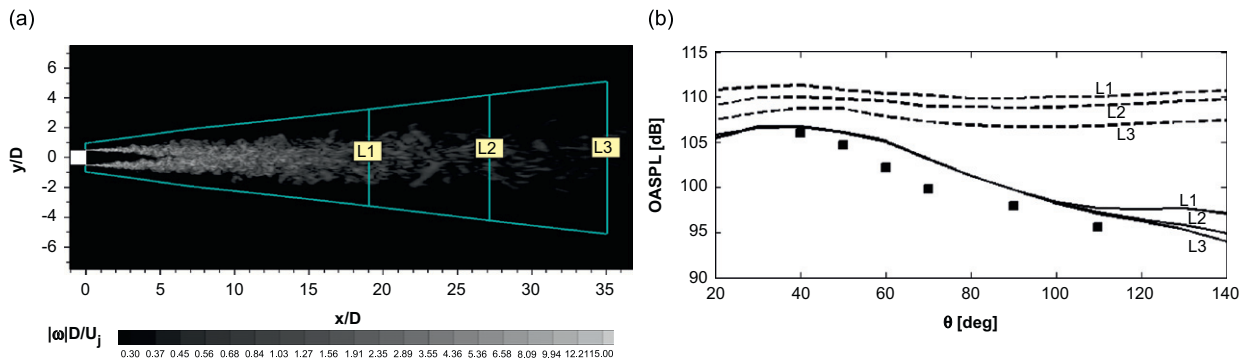 (a)
6
4
2
0
-2
-4
-6
y/D
L1
L2
L3
0 5 10 15 20 25 30 35
x/D
|ω|D/Uj
0.30 0.37 0.45 0.56 0.68 0.84 1.03 1.27 1.56 1.91 2.35 2.89 3.55 4.36 5.36 6.58 8.09 9.94 12.21 15.00
(b)
115
110
105
100
95
90
OASPL [dB]
L1
L2
L3
L1
L2
L3
20 40 60 80 100 120 140
θ [deg]